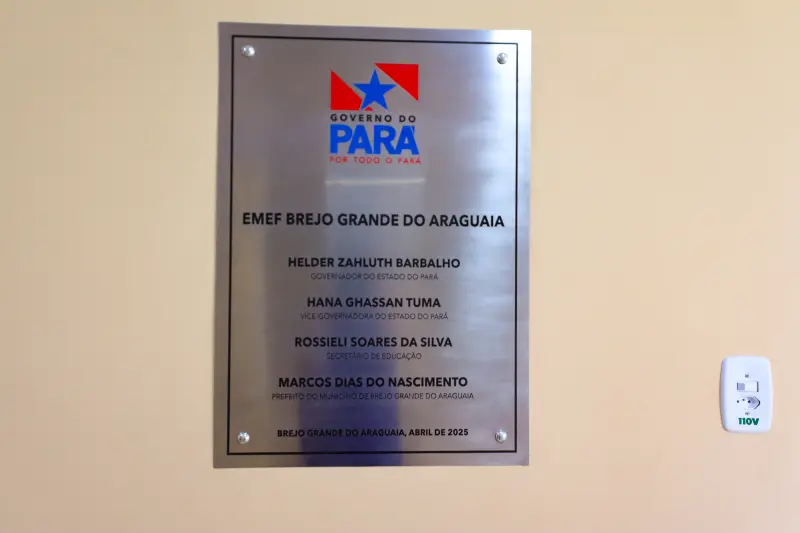 GOVERNO DO
PARÁ
POR TODO O PARÁ
EMEF BREJO GRANDE DO ARAGUAIA
HELDER ZAHLUTH BARBALHO
GOVERNADOR DO ESTADO DO PARÁ
HANA GHASSAN TUMA
VICE GOVERNADORA DO ESTADO DO PARÁ
ROSSIELI SOARES DA SILVA
SECRETÁRIO DE EDUCAÇÃO
MARCOS DIAS DO NASCIMENTO
PREFEITO DO MUNICÍPIO DE BREJO GRANDE DO ARAGUAIA
BREJO GRANDE DO ARAGUAIA, ABRIL DE 2025
110V